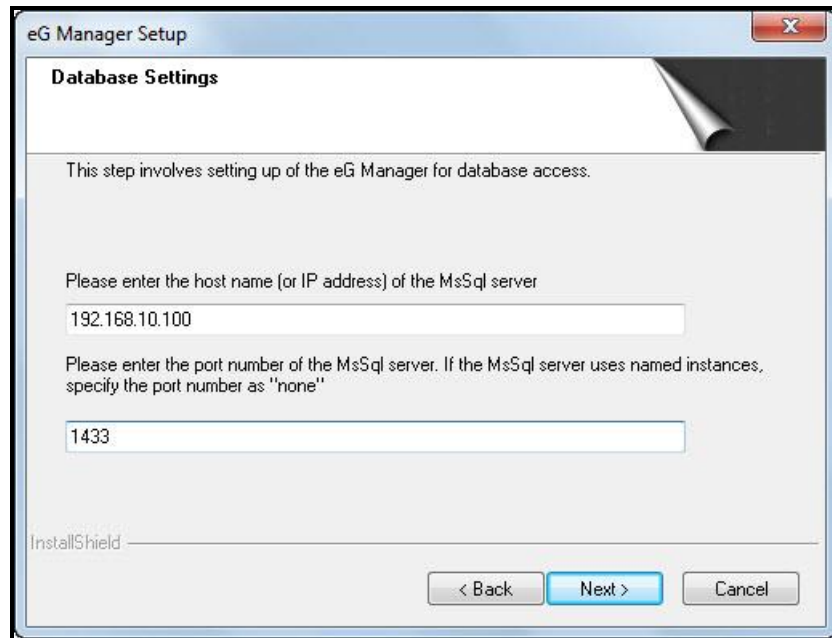 eG Manager Setup
Database Settings
This step involves setting up of the eG Manager for database access.
Please enter the host name (or IP address) of the MsSql server
192.168.10.100
Please enter the port number of the MsSql server. If the MsSql server uses named instances,
specify the port number as "none"
1433
InstallShield
< Back Next > Cancel